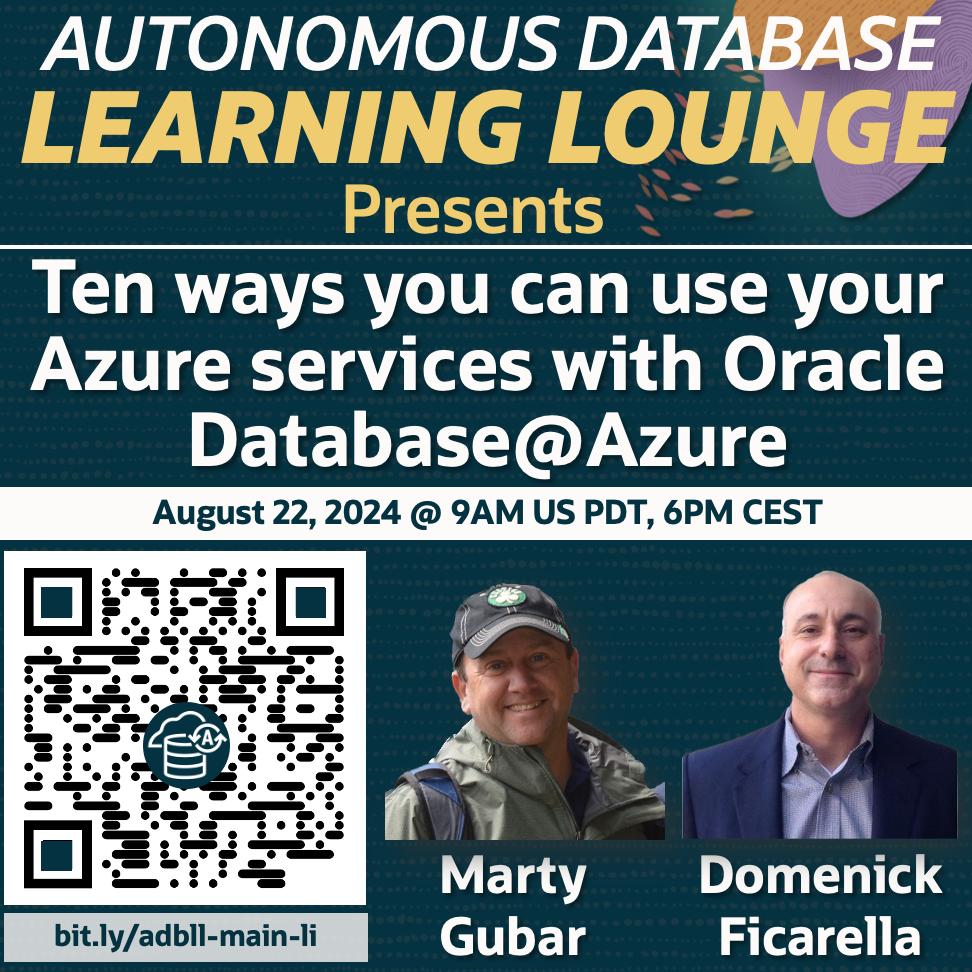 AUTONOMOUS DATABASE
LEARNING LOUNGE
Presents
Ten ways you can use your
Azure services with Oracle
Database@Azure
August 22, 2024 @ 9AM US PDT, 6PM CEST
A
bit.ly/adbll-main-li
Marty
Gubar
Domenick
Ficarella